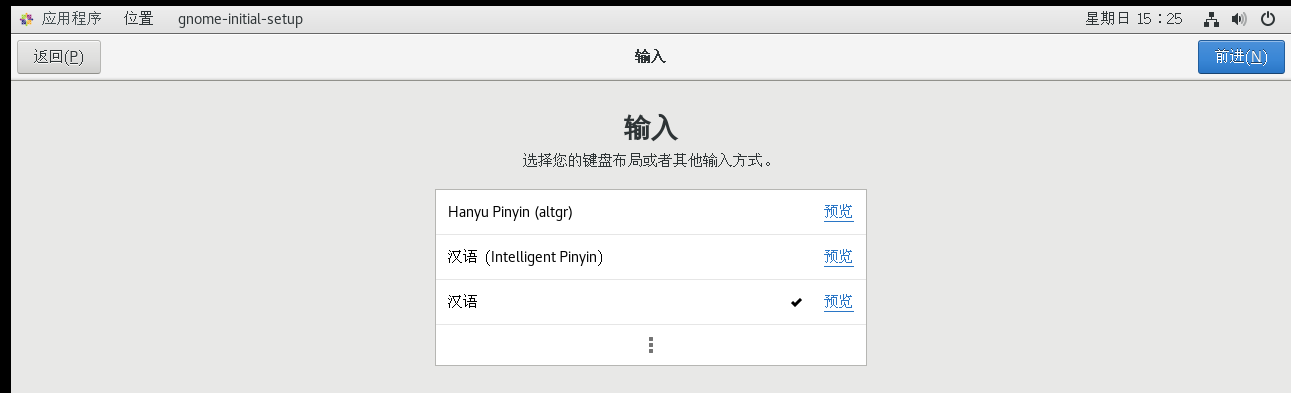 应用程序 位置 gnome-initial-setup 星期日 15：25
返回(P) 输入 前进(N)
输入
选择您的键盘布局或者其他输入方式。
Hanyu Pinyin (altgr) 预览
汉语 (Intelligent Pinyin) 预览
汉语 预览